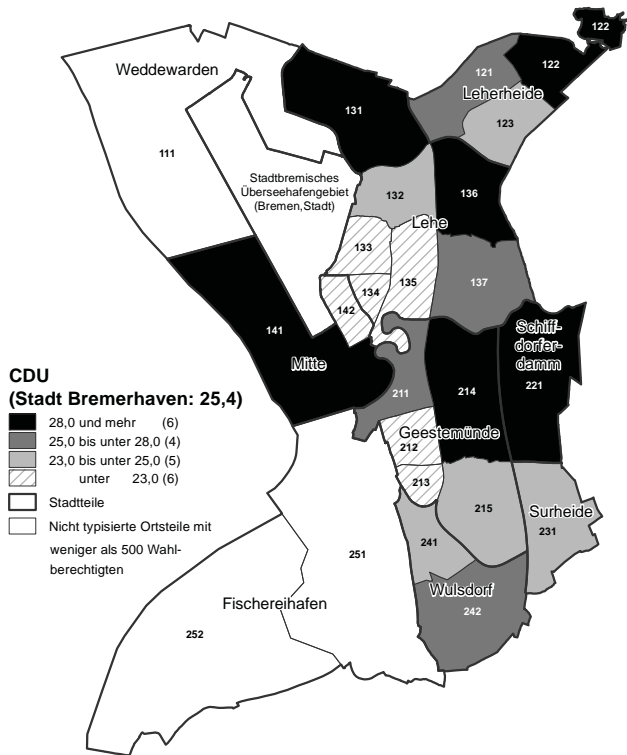 122
Weddewarden
121
122
Leherheide
131
123
111
Stadtbremisches
Überseehafengebiet
(Bremen,Stadt)
132
136
Lehe
133
135
137
134
142
141
Mitte
Schiff-
dorfer-
damm
221
CDU
(Stadt Bremerhaven: 25,4)
28,0 und mehr (6)
25,0 bis unter 28,0 (4)
23,0 bis unter 25,0 (5)
unter 23,0 (6)
Stadtteile
Nicht typisierte Ortsteile mit
weniger als 500 Wahl-
berechtigten
211
214
Geestemünde
212
213
215
Surheide
231
241
251
Wulsdorf
242
Fischereihafen
252